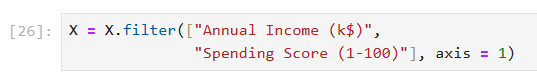 [26]: X = X.filter(["Annual Income (k$)",
"Spending Score (1-100)"], axis = 1)